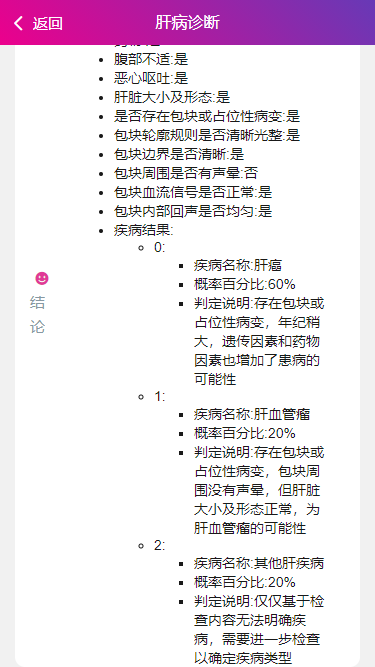 返回
肝病诊断
腹部不适:是
恶心呕吐:是
肝脏大小及形态:是
是否存在包块或占位性病变:是
包块轮廓规则是否清晰光整:是
包块边界是否清晰:是
包块周围是否有声晕:否
包块血流信号是否正常:是
包块内部回声是否均匀:是
疾病结果:
0:
疾病名称:肝癌
概率百分比:60%
判定说明:存在包块或
占位性病变，年纪稍
大，遗传因素和药物
因素也增加了患病的
可能性
结
论
1:
疾病名称:肝血管瘤
概率百分比:20%
判定说明:存在包块或
占位性病变，包块周
围没有声晕，但肝脏
大小及形态正常，为
肝血管瘤的可能性
2:
疾病名称:其他肝疾病
概率百分比:20%
判定说明:仅仅基于检
查内容无法明确疾
病，需要进一步检查
以确定疾病类型